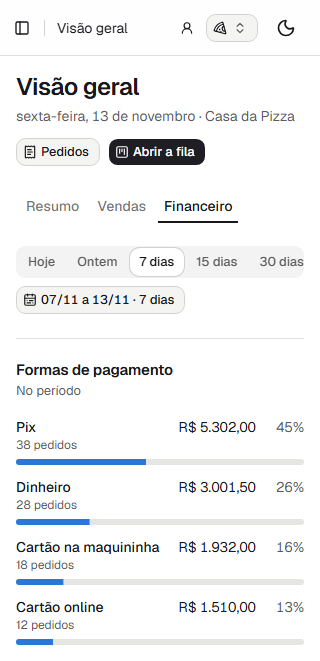 Visão geral
Visão geral
sexta-feira, 13 de novembro · Casa da Pizza
Pedidos
Abrir a fila
Resumo Vendas Financeiro
Hoje Ontem 7 dias 15 dias 30 dias
07/11 a 13/11 · 7 dias
Formas de pagamento
No período
Pix R$ 5.302,00 45%
38 pedidos
Dinheiro R$ 3.001,50 26%
28 pedidos
Cartão na maquininha R$ 1.932,00 16%
18 pedidos
Cartão online R$ 1.510,00 13%
12 pedidos